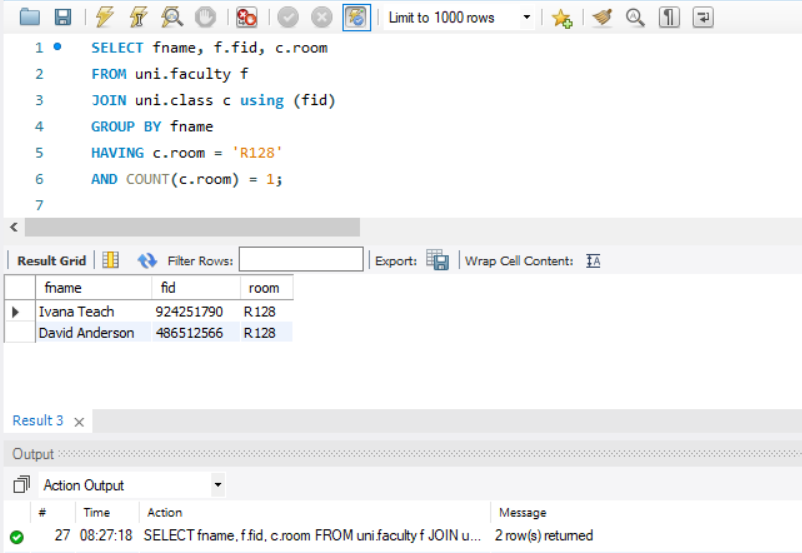 Limit to 1000 rows
1 SELECT fname, f.fid, c.room
2 FROM uni.faculty f
3 JOIN uni.class c using (fid)
4 GROUP BY fname
5 HAVING c.room = 'R128'
6 AND COUNT(c.room) = 1;
7
Result Grid Filter Rows: Export: Wrap Cell Content: IA
fname fid room
Ivana Teach 924251790 R128
David Anderson 486512566 R128
Result 3 ×
Output
Action Output
# Time Action Message
27 08:27:18 SELECT fname, f.fid, c.room FROM uni.faculty f JOIN u... 2 row(s) returned